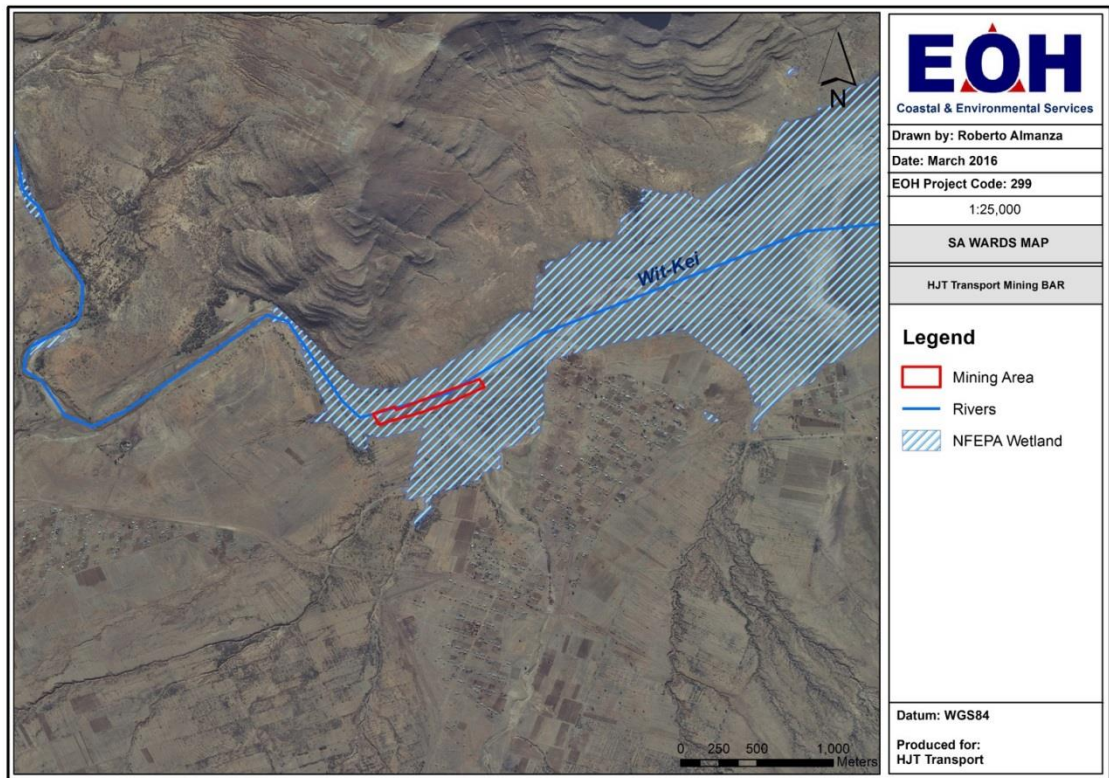 N
Wit-Kei
0 250 500 1,000
Meters
EOH
Coastal & Environmental Services
Drawn by: Roberto Almanza
Date: March 2016
EOH Project Code: 299
1:25,000
SA WARDS MAP
HJT Transport Mining BAR
Legend
Mining Area
Rivers
NFEPA Wetland
Datum: WGS84
Produced for:
HJT Transport